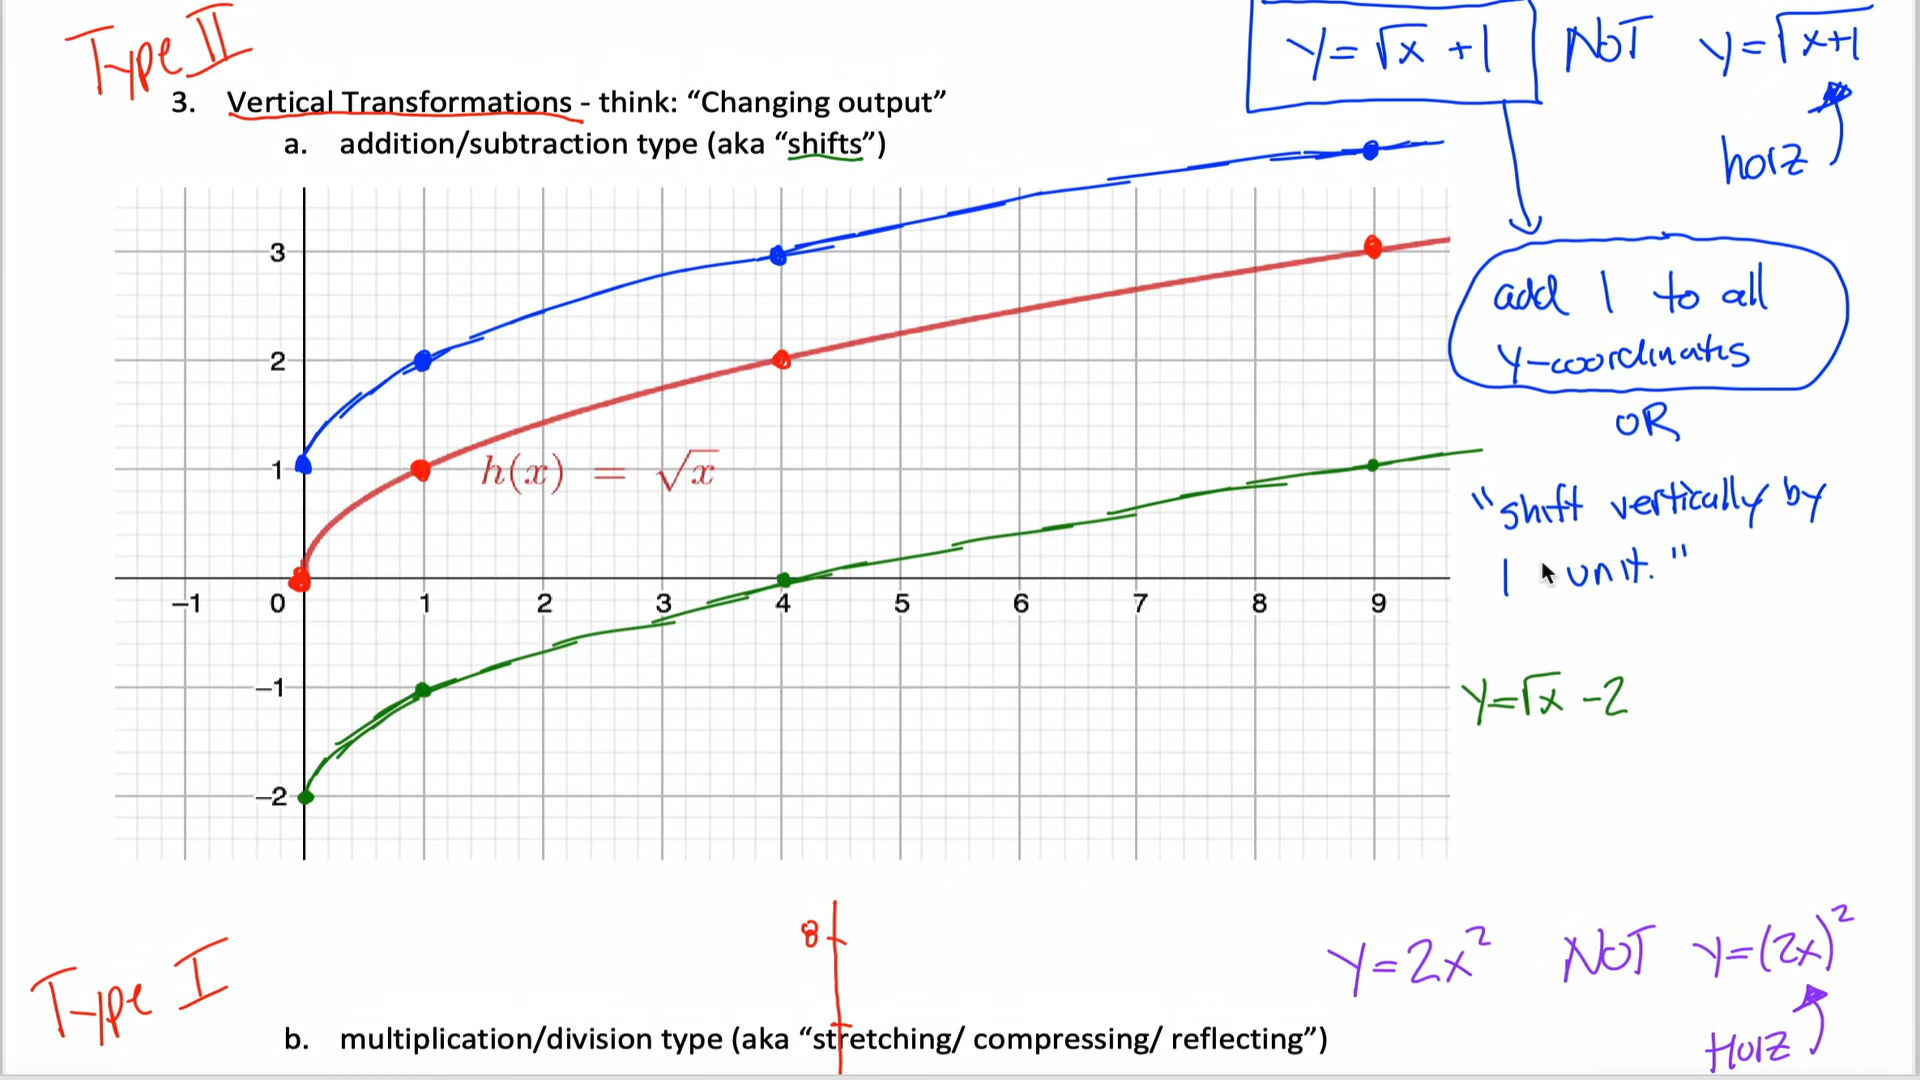 Type II
y = √x + 1 NOT y = √x+1
3. Vertical Transformations - think: “Changing output”
a. addition/subtraction type (aka “shifts”)
horz
3
2
1
h(x) = √x
−1 0 1 2 3 4 5 6 7 8 9
−1
−2
add 1 to all
y-coordinates
OR
"shift vertically by
1 unit."
y = √x - 2
8
Type I
y = 2x² NOT y = (2x)²
Horz
b. multiplication/division type (aka “stretching/ compressing/ reflecting”)